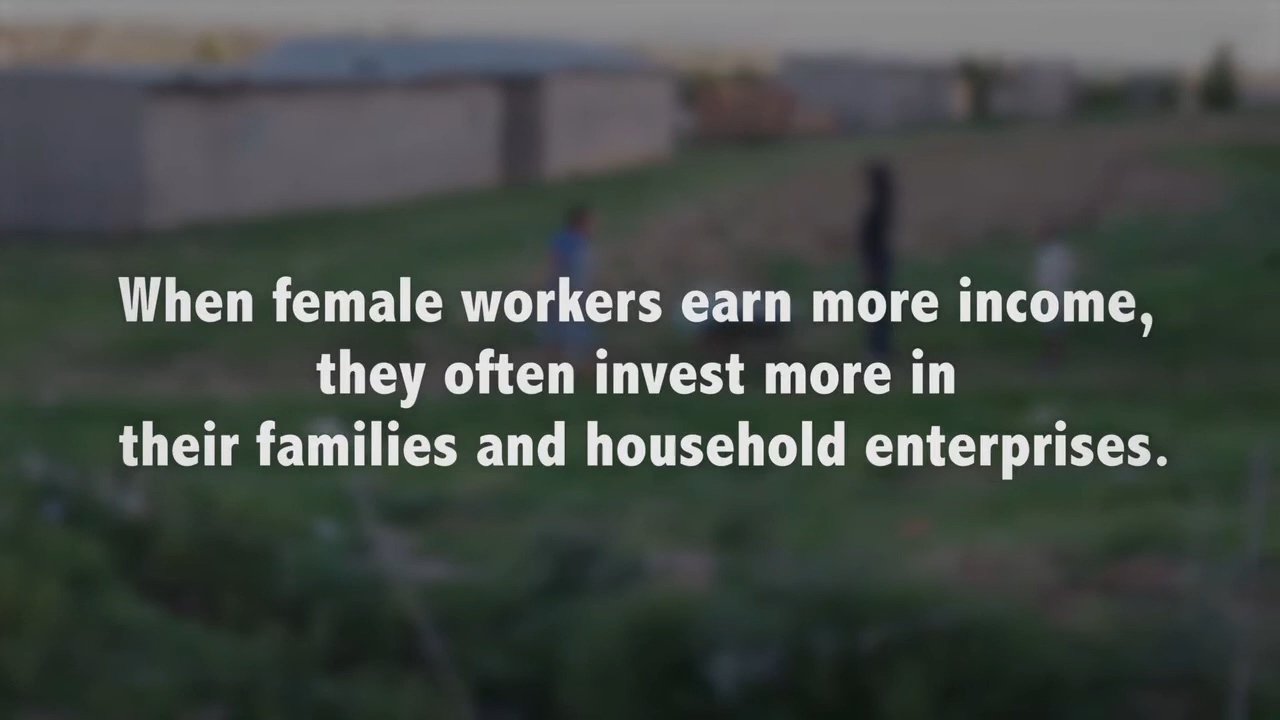 When female workers earn more income,
they often invest more in
their families and household enterprises.